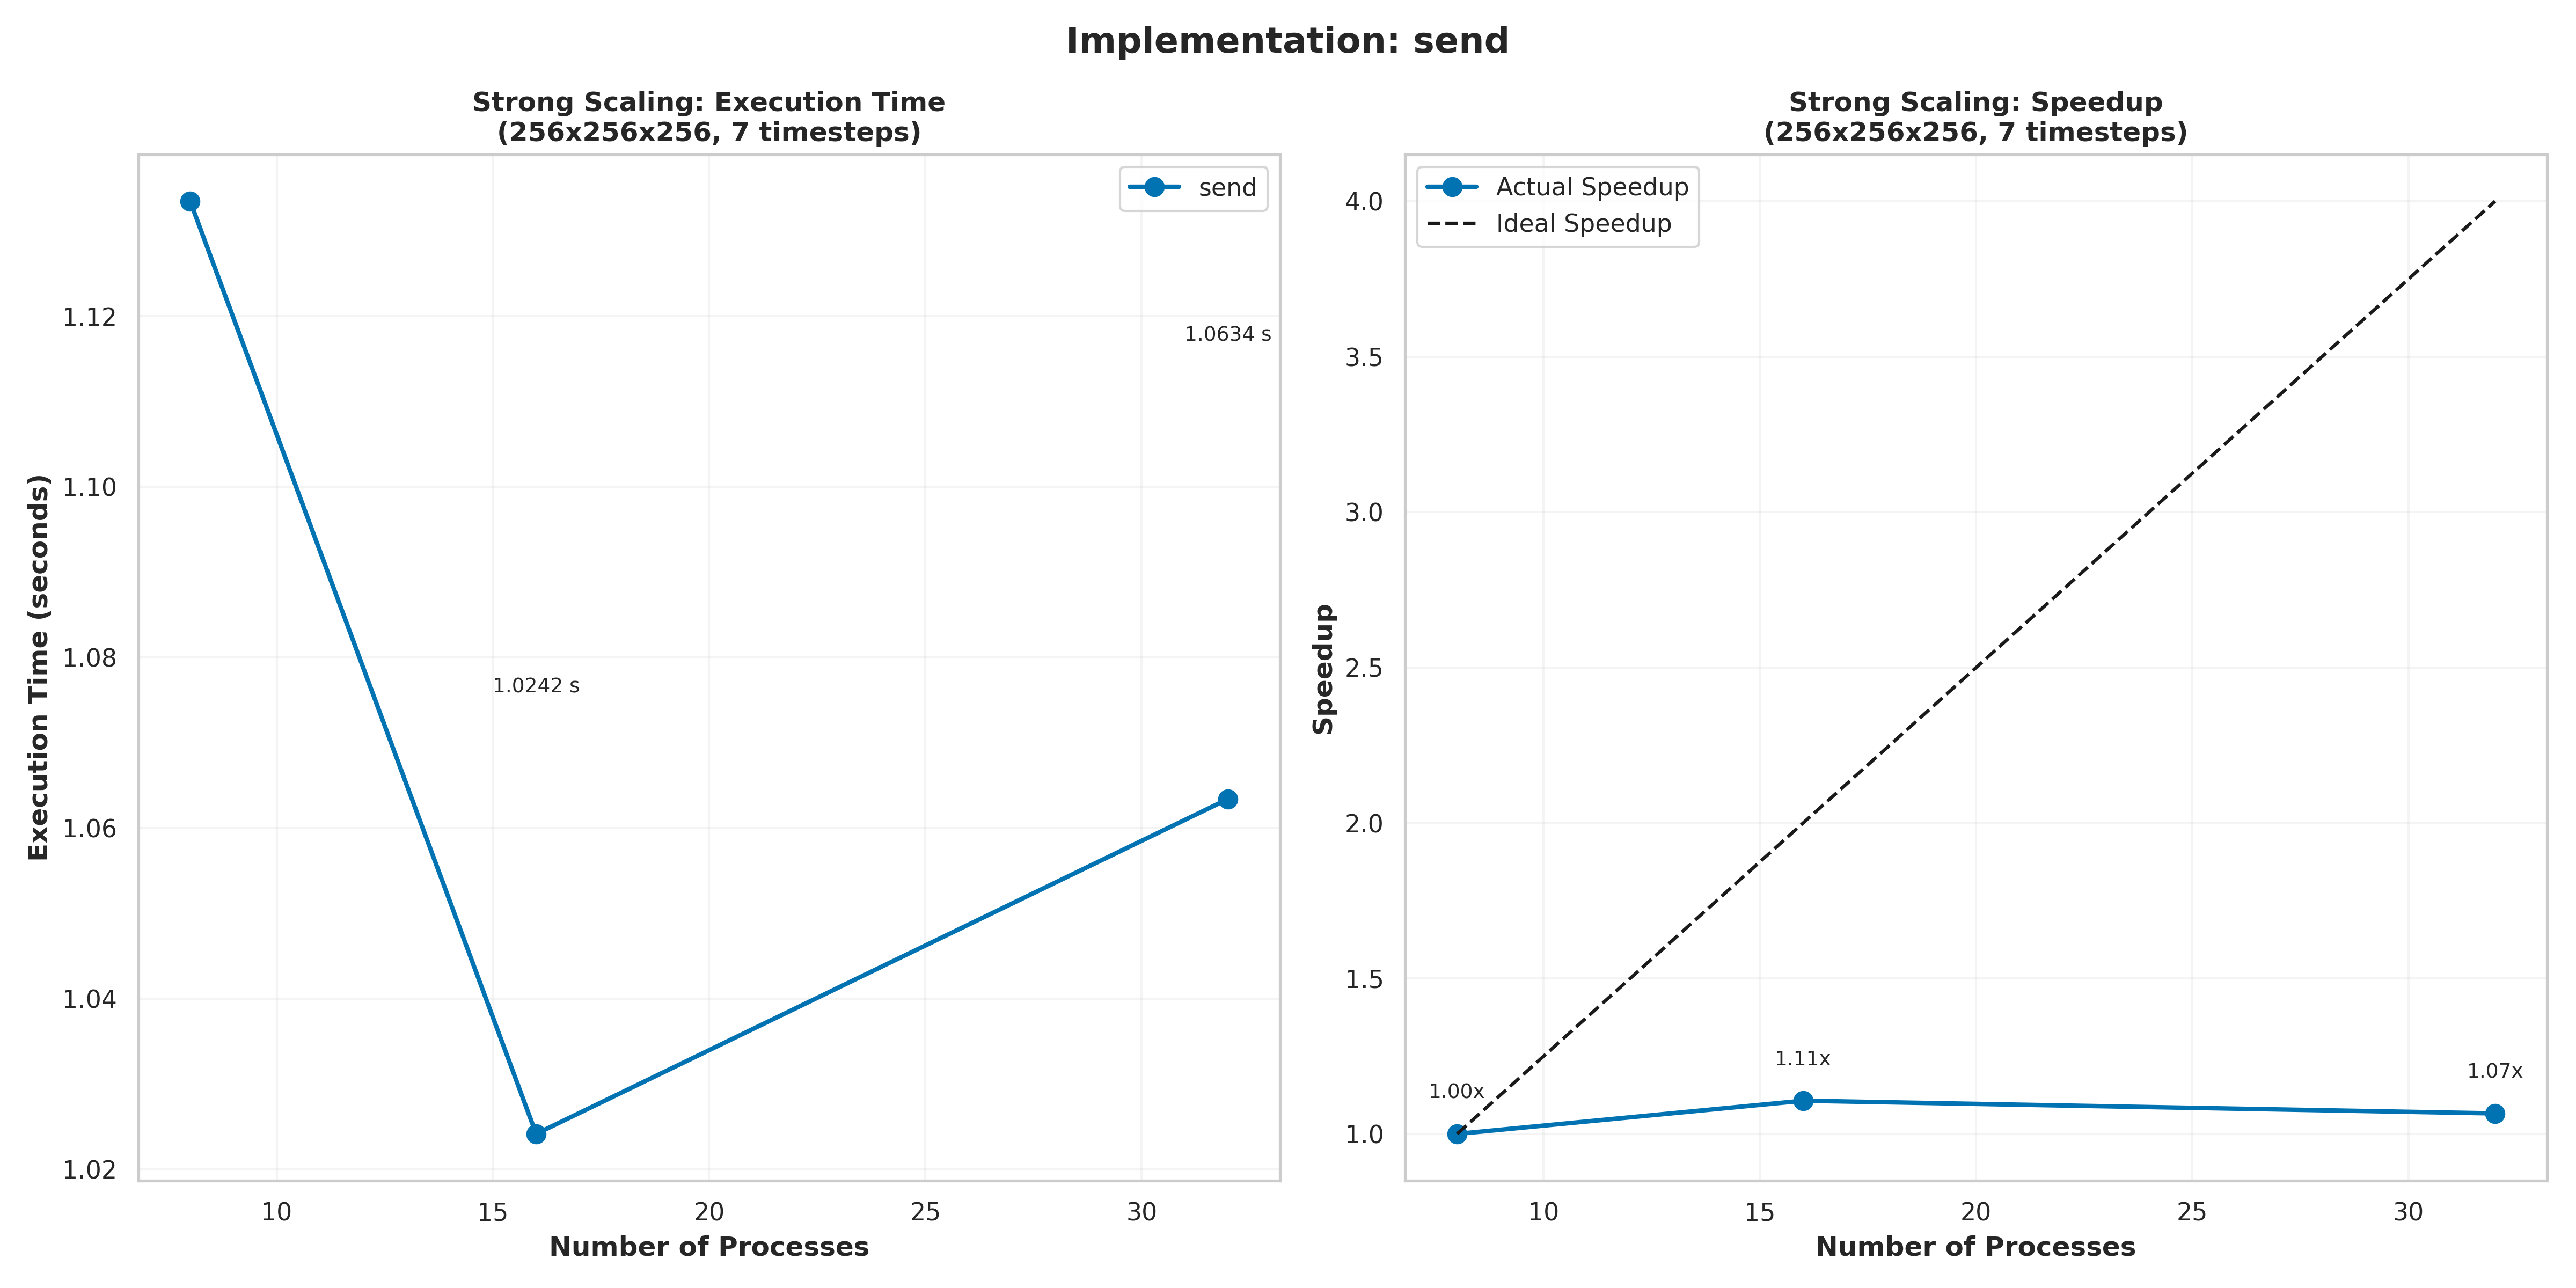 Implementation: send
Strong Scaling: Execution Time
(256x256x256, 7 timesteps)
send
1.0634 s
1.0242 s
1.12
1.10
1.08
1.06
1.04
1.02
Execution Time (seconds)
10
15
20
25
30
Number of Processes
Strong Scaling: Speedup
(256x256x256, 7 timesteps)
Actual Speedup
Ideal Speedup
4.0
3.5
3.0
2.5
2.0
1.5
1.0
Speedup
1.00x
1.11x
1.07x
10
15
20
25
30
Number of Processes